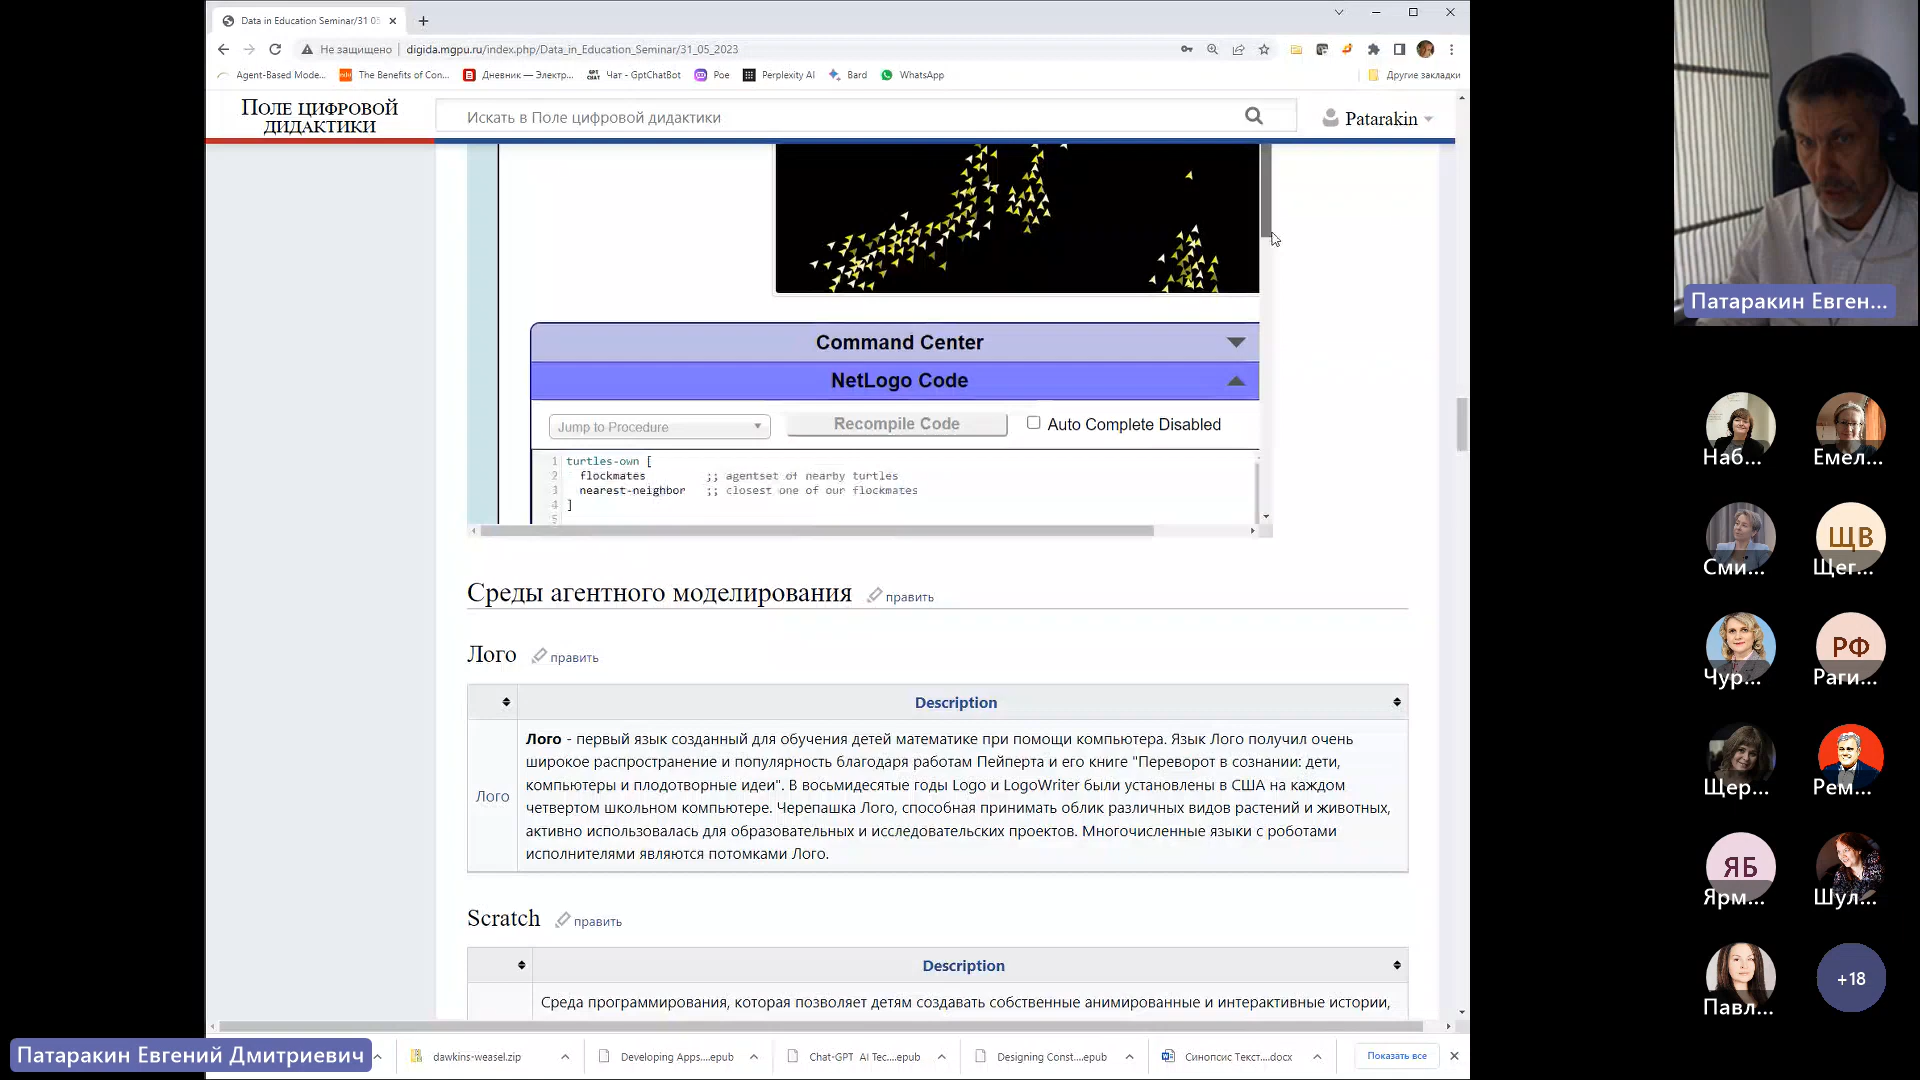 Data in Education Seminar/31 05
Не защищено
digida.mgpu.ru/index.php/Data_in_Education_Seminar/31_05_2023
Agent-Based Mode...
The Benefits of Con...
Дневник — Электр...
Чат - GptChatBot
Poe
Perplexity AI
Bard
WhatsApp
Другие закладки
Поле цифровой
дидактики
Искать в Поле цифровой дидактики
Patarakin
Command Center
NetLogo Code
Jump to Procedure
Recompile Code
Auto Complete Disabled
1 turtles-own [
2 flockmates ;; agentset of nearby turtles
3 nearest-neighbor ;; closest one of our flockmates
4 ]
5
Среды агентного моделирования
править
Лого
править
Description
Лого
Лого - первый язык созданный для обучения детей математике при помощи компьютера. Язык Лого получил очень
широкое распространение и популярность благодаря работам Пейперта и его книге "Переворот в сознании: дети,
компьютеры и плодотворные идеи". В восьмидесятые годы Logo и LogoWriter были установлены в США на каждом
четвертом школьном компьютере. Черепашка Лого, способная принимать облик различных видов растений и животных,
активно использовалась для образовательных и исследовательских проектов. Многочисленные языки с роботами
исполнителями являются потомками Лого.
Scratch
править
Description
Среда программирования, которая позволяет детям создавать собственные анимированные и интерактивные истории,
Патаракин Евгений Дмитриевич
dawkins-weasel.zip
Developing Apps....epub
Chat-GPT AI Tec....epub
Designing Const....epub
Синопсис Текст....docx
Показать все
Патаракин Евген...
Наб...
Емел...
Сми...
ЩВ
Щег...
Чур...
РФ
Раги...
Щер...
Рем...
ЯБ
Ярм...
Шул...
Павл...
+18